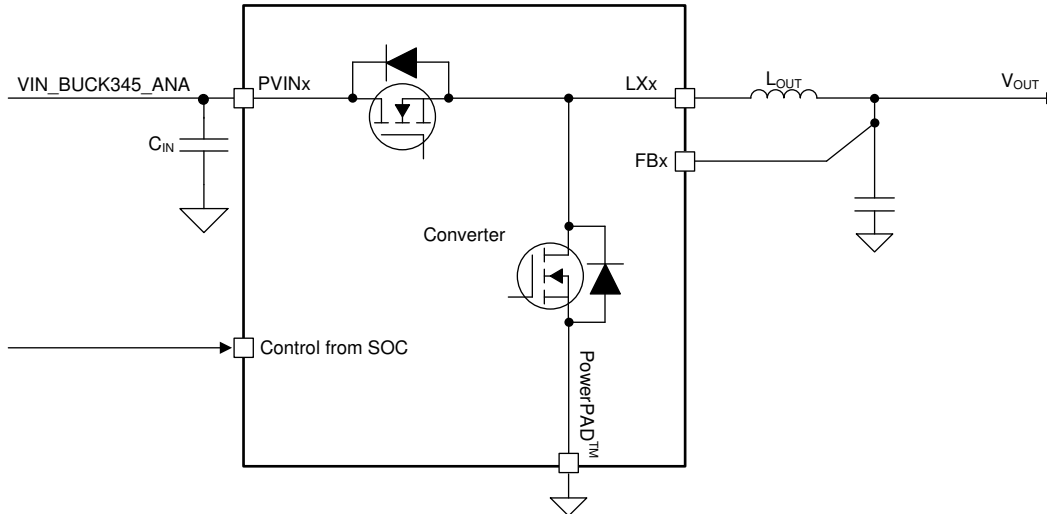 VIN_BUCK345_ANA
PVINx
LXx
LOUT
VOUT
CIN
FBx
Converter
Control from SOC
PowerPAD™